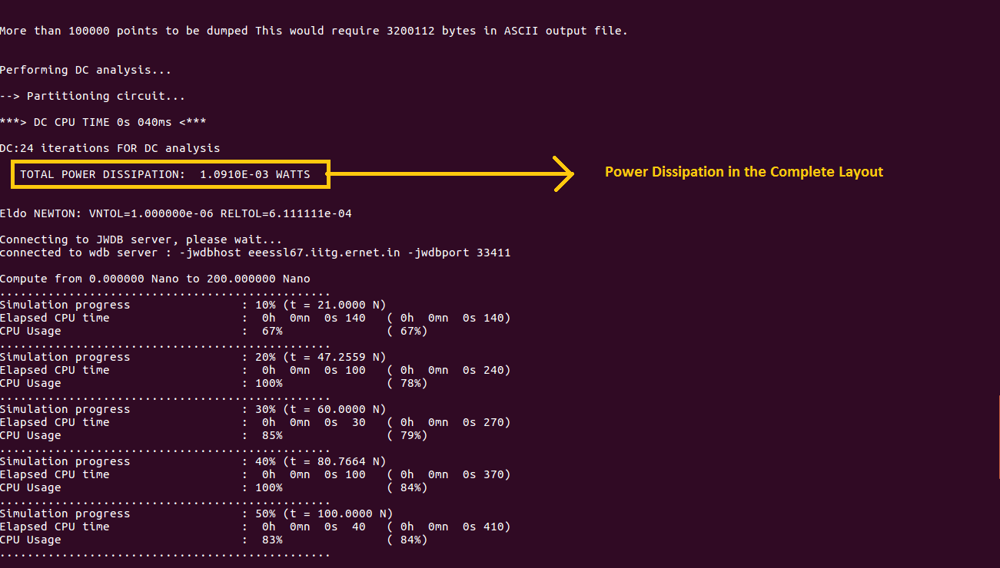 More than 100000 points to be dumped This would require 3200112 bytes in ASCII output file.
Performing DC analysis...
--> Partitioning circuit...
***> DC CPU TIME 0s 040ms <***
DC:24 iterations FOR DC analysis
TOTAL POWER DISSIPATION:  1.0910E-03 WATTS
Power Dissipation in the Complete Layout
Eldo NEWTON: VNTOL=1.000000e-06 RELTOL=6.111111e-04
Connecting to JWDB server, please wait...
connected to wdb server : -jwdbhost eeessl67.iitg.ernet.in -jwdbport 33411
Compute from 0.000000 Nano to 200.000000 Nano
................................................
Simulation progress                : 10% (t = 21.0000 N)
Elapsed CPU time                   :  0h  0mn  0s 140   ( 0h  0mn  0s 140)
CPU Usage                          :  67%               ( 67%)
................................................
Simulation progress                : 20% (t = 47.2559 N)
Elapsed CPU time                   :  0h  0mn  0s 100   ( 0h  0mn  0s 240)
CPU Usage                          : 100%               ( 78%)
................................................
Simulation progress                : 30% (t = 60.0000 N)
Elapsed CPU time                   :  0h  0mn  0s  30   ( 0h  0mn  0s 270)
CPU Usage                          :  85%               ( 79%)
................................................
Simulation progress                : 40% (t = 80.7664 N)
Elapsed CPU time                   :  0h  0mn  0s 100   ( 0h  0mn  0s 370)
CPU Usage                          : 100%               ( 84%)
................................................
Simulation progress                : 50% (t = 100.0000 N)
Elapsed CPU time                   :  0h  0mn  0s  40   ( 0h  0mn  0s 410)
CPU Usage                          :  83%               ( 84%)
................................................